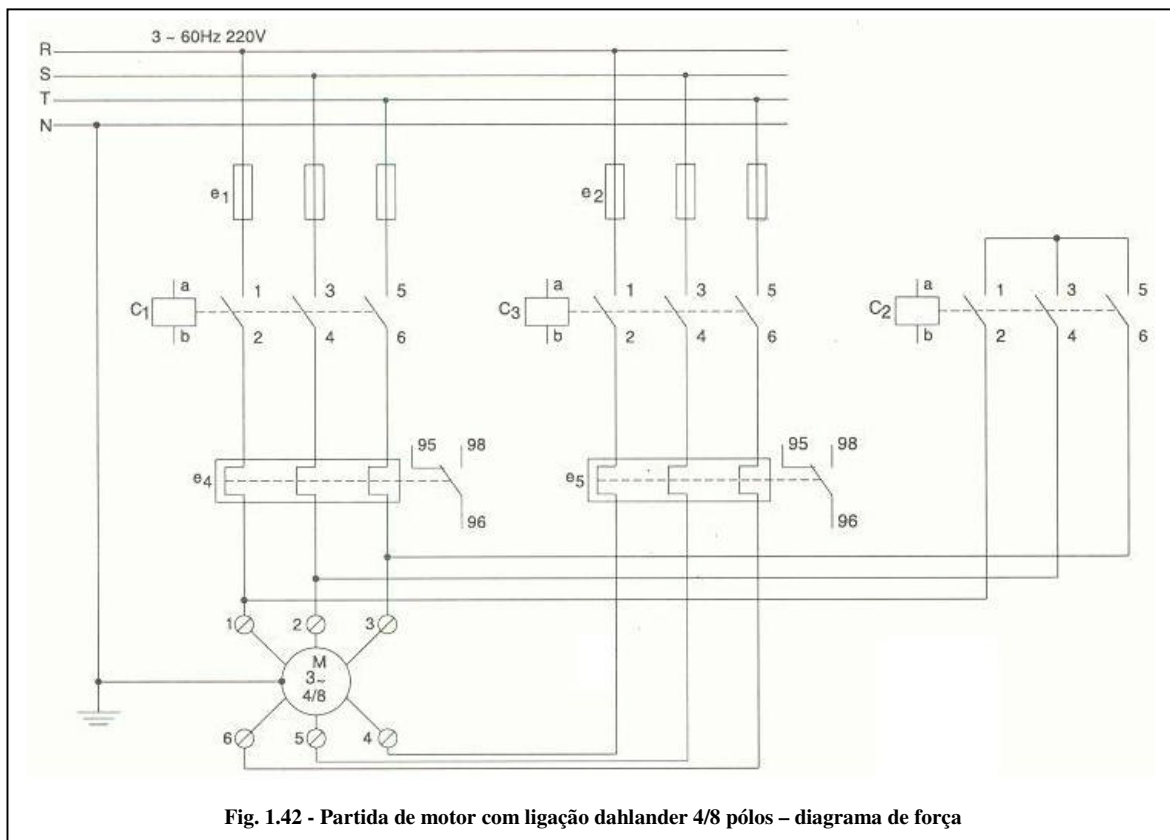 3 ~ 60Hz 220V
R
S
T
N
e1
e2
a
C1
b
1
3
5
2
4
6
a
C3
b
1
3
5
2
4
6
a
C2
b
1
3
5
2
4
6
e4
95
98
96
e5
95
98
96
1
2
3
M
3~
4/8
6
5
4
Fig. 1.42 - Partida de motor com ligação dahlander 4/8 pólos – diagrama de força